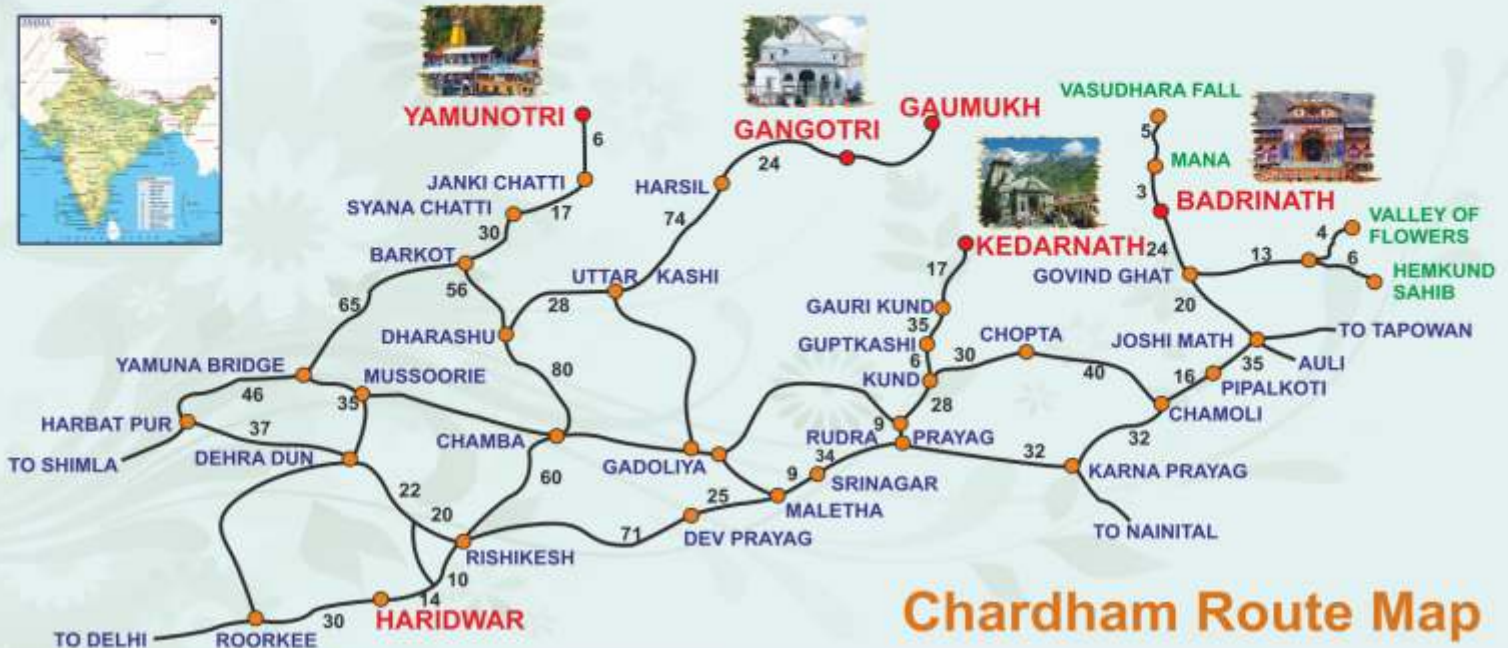 INDIA
YAMUNOTRI
6
JANKI CHATTI
SYANA CHATTI
17
30
BARKOT
56
65
GANGOTRI
GAUMUKH
24
HARSIL
74
UTTAR KASHI
28
DHARASHU
80
VASUDHARA FALL
5
MANA
3
BADRINATH
24
GOVIND GHAT
13
4
VALLEY OF
FLOWERS
6
HEMKUND
SAHIB
20
KEDARNATH
17
GAURI KUND
35
GUPTKASHI
6
KUND
30
CHOPTA
40
28
JOSHI MATH
TO TAPOWAN
35
AULI
PIPALKOTI
16
CHAMOLI
32
YAMUNA BRIDGE
46
MUSSOORIE
35
HARBAT PUR
37
TO SHIMLA
DEHRA DUN
CHAMBA
60
GADOLIYA
9
RUDRA PRAYAG
34
32
KARNA PRAYAG
TO NAINITAL
SRINAGAR
9
MALETHA
25
DEV PRAYAG
71
22
20
RISHIKESH
10
14
HARIDWAR
30
ROORKEE
TO DELHI
Chardham Route Map